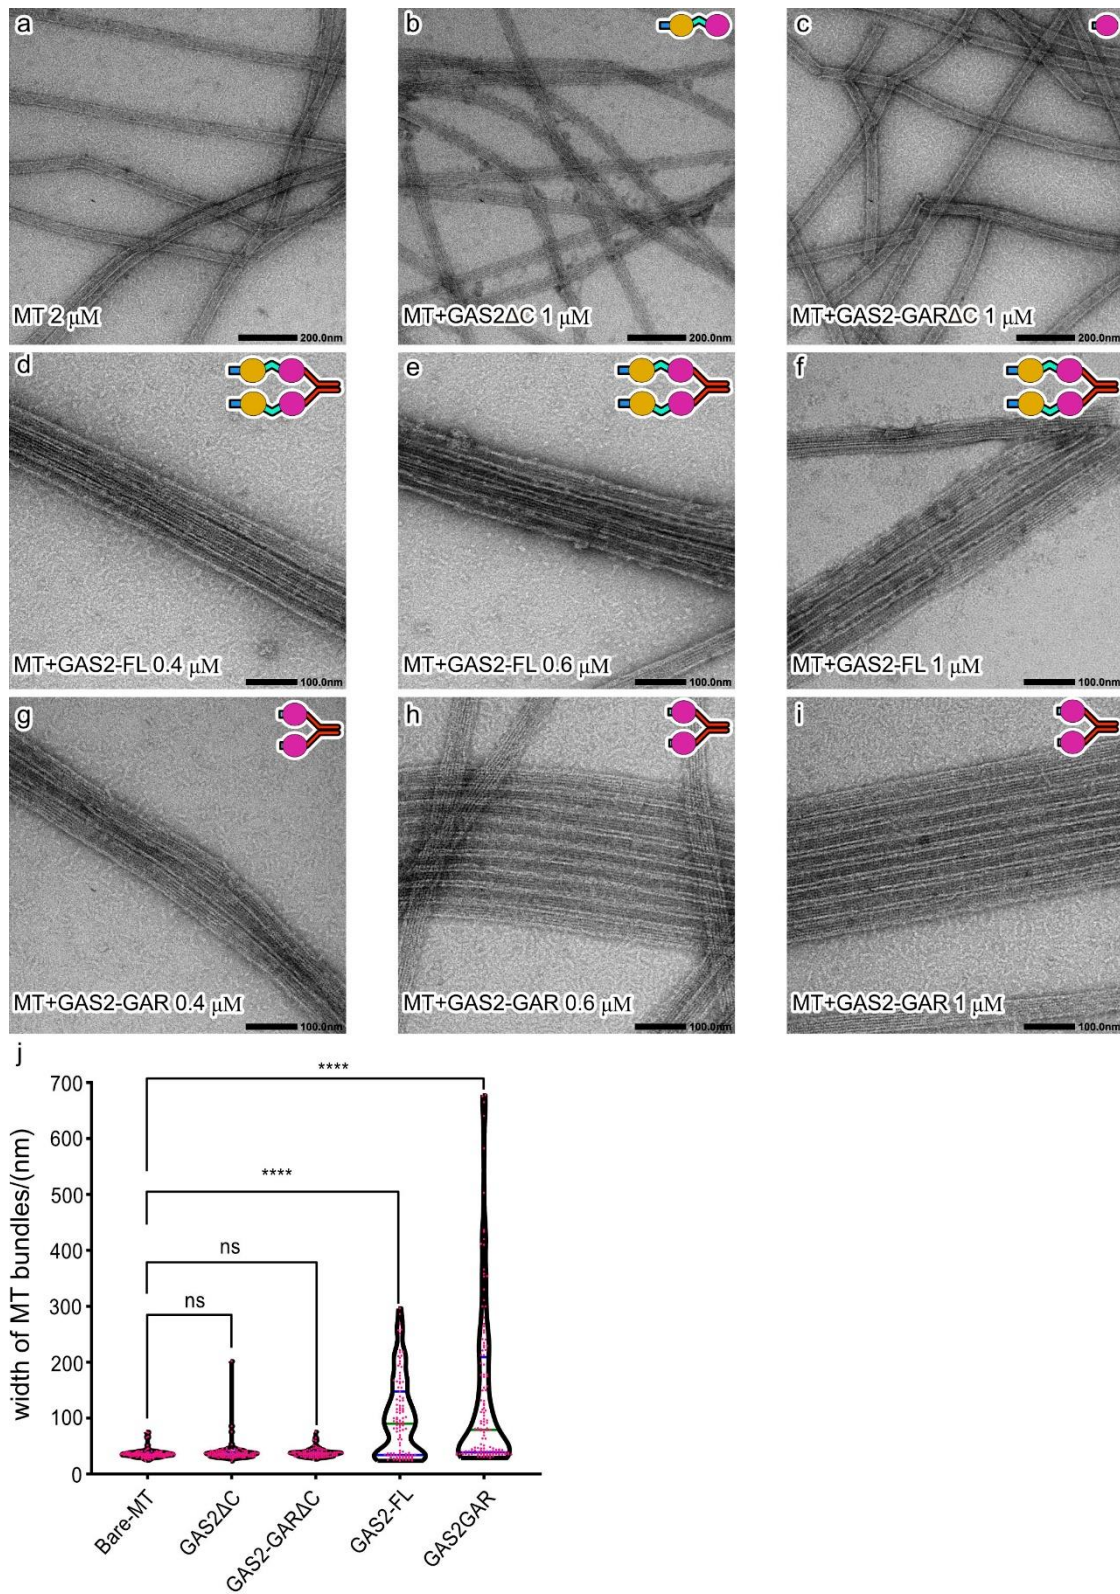 a
MT 2 μM
200.0nm
b
MT+GAS2ΔC 1 μM
200.0nm
c
MT+GAS2-GARΔC 1 μM
200.0nm
d
MT+GAS2-FL 0.4 μM
100.0nm
e
MT+GAS2-FL 0.6 μM
100.0nm
f
MT+GAS2-FL 1 μM
100.0nm
g
MT+GAS2-GAR 0.4 μM
100.0nm
h
MT+GAS2-GAR 0.6 μM
100.0nm
i
MT+GAS2-GAR 1 μM
100.0nm
j
width of MT bundles/(nm)
700
600
500
400
300
200
100
0
****
****
ns
ns
Bare-MT
GAS2ΔC
GAS2-GARΔC
GAS2-FL
GAS2GAR